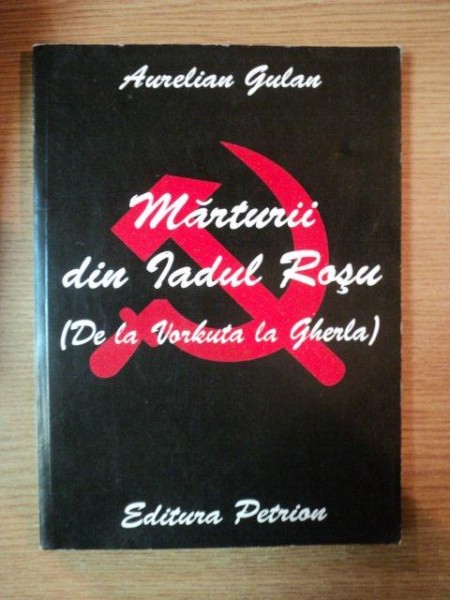 Aurelian Gulan
Mărturii
din Iadul Roşu
(De la Vorkuta la Gherla)
Editura Petrion